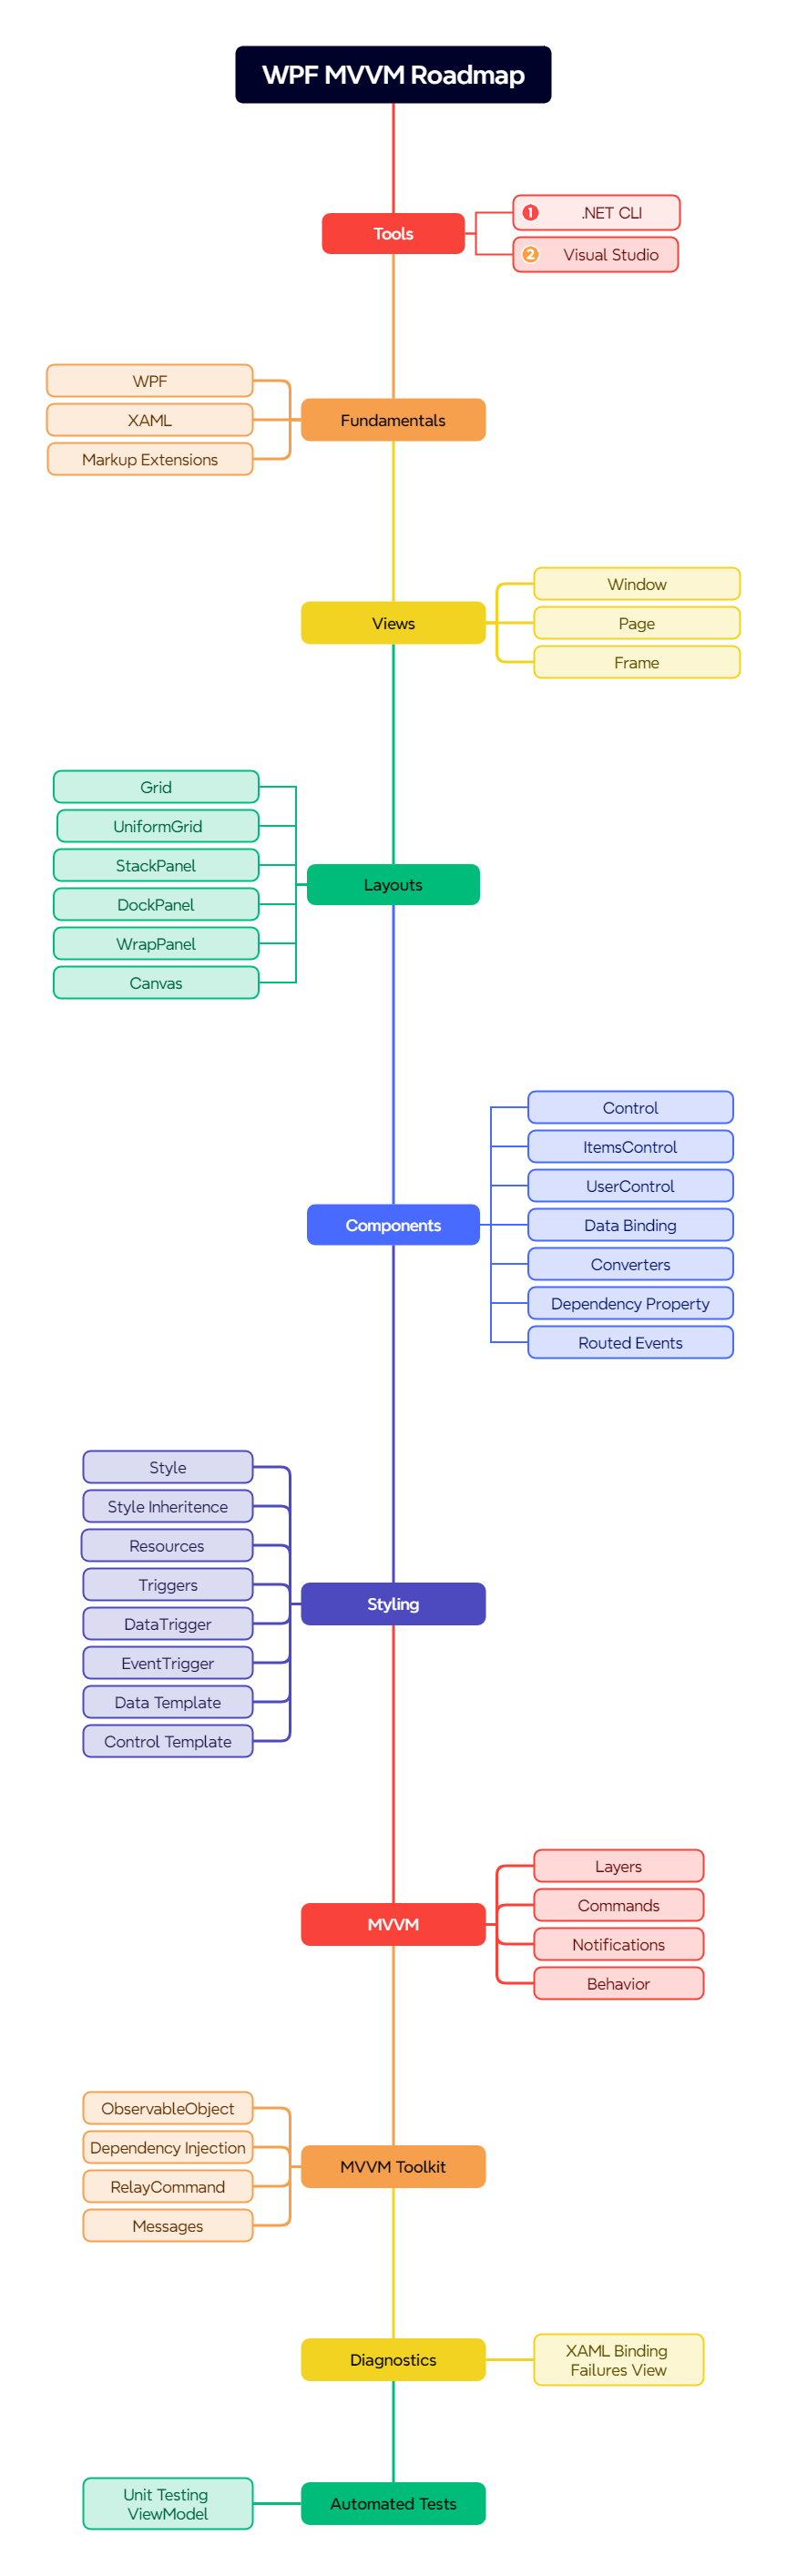 WPF MVVM Roadmap
Tools
1 .NET CLI
2 Visual Studio
Fundamentals
WPF
XAML
Markup Extensions
Views
Window
Page
Frame
Layouts
Grid
UniformGrid
StackPanel
DockPanel
WrapPanel
Canvas
Components
Control
ItemsControl
UserControl
Data Binding
Converters
Dependency Property
Routed Events
Styling
Style
Style Inheritence
Resources
Triggers
DataTrigger
EventTrigger
Data Template
Control Template
MVVM
Layers
Commands
Notifications
Behavior
MVVM Toolkit
ObservableObject
Dependency Injection
RelayCommand
Messages
Diagnostics
XAML Binding
Failures View
Automated Tests
Unit Testing
ViewModel